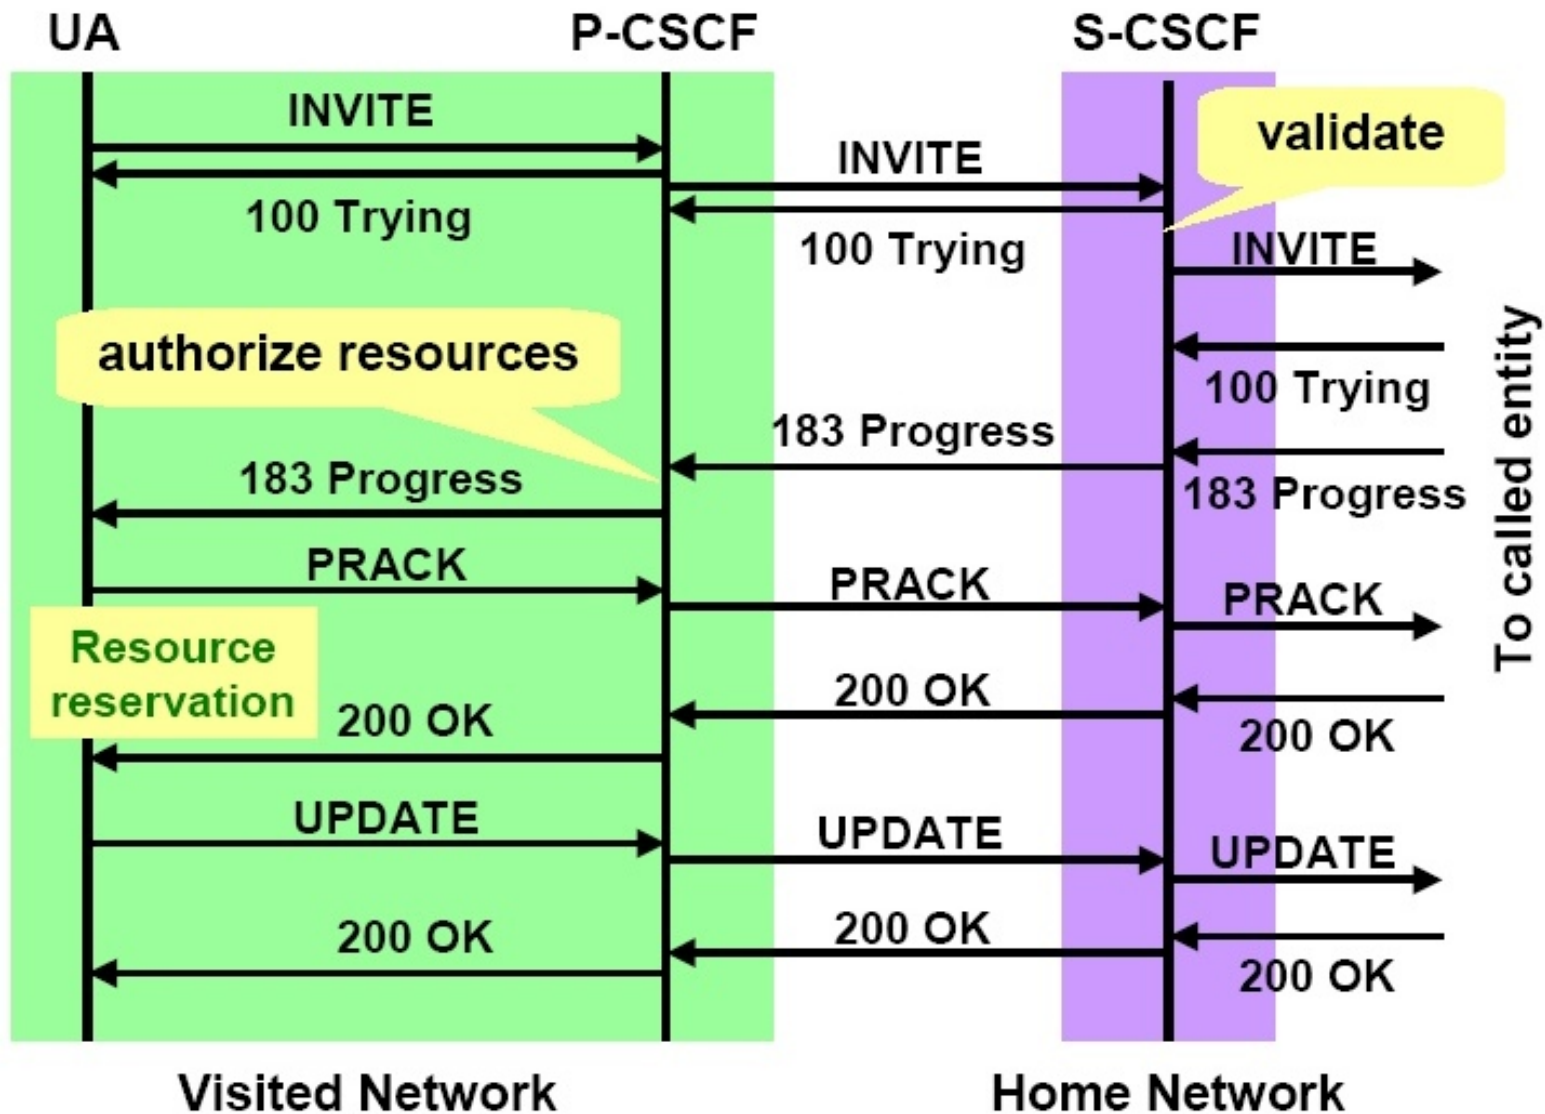 UA
P-CSCF
S-CSCF
INVITE
validate
INVITE
100 Trying
100 Trying
INVITE
authorize resources
100 Trying
183 Progress
183 Progress
183 Progress
PRACK
PRACK
PRACK
Resource
reservation
200 OK
200 OK
200 OK
UPDATE
UPDATE
UPDATE
200 OK
200 OK
200 OK
To called entity
Visited Network
Home Network